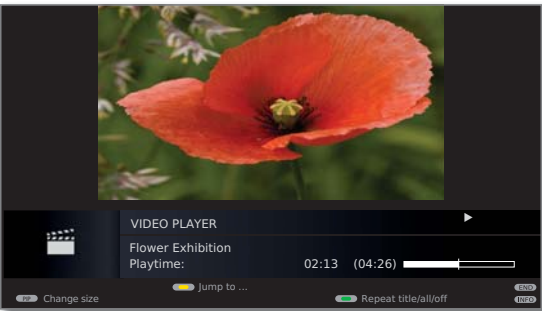 VIDEO PLAYER
Flower Exhibition
Playtime: 02:13 (04:26)
Jump to ...
END
PIP Change size
Repeat title/all/off
INFO